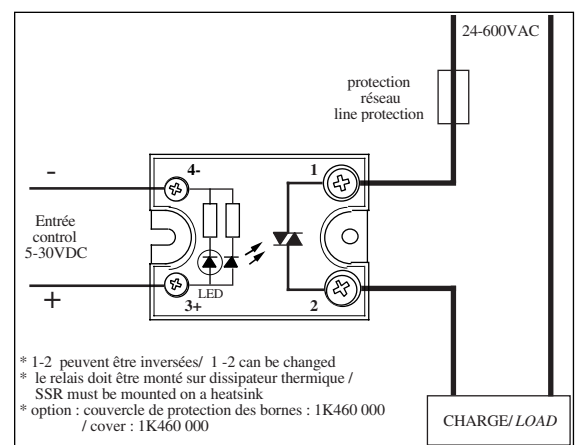 24-600VAC
protection
réseau
line protection
4-
1
-
Entrée
control
5-30VDC
+
LED
3+
2
* 1-2 peuvent être inversées/ 1 -2 can be changed
* le relais doit être monté sur dissipateur thermique /
SSR must be mounted on a heatsink
* option : couvercle de protection des bornes : 1K460 000
/ cover : 1K460 000
CHARGE/ LOAD